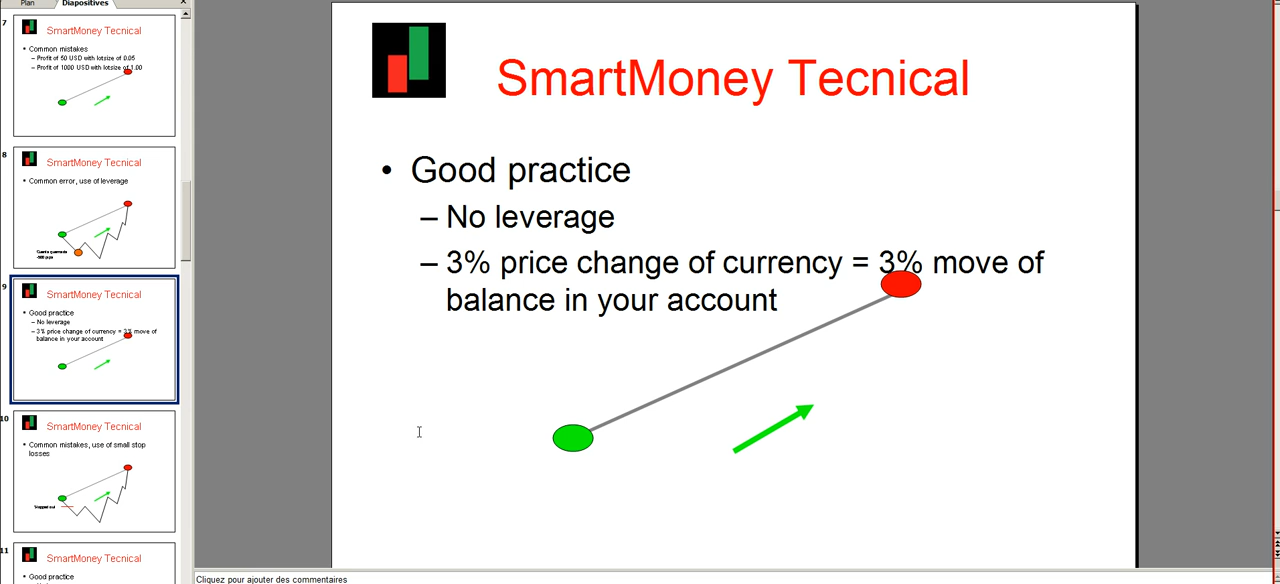 Plan
Diapositives
7
SmartMoney Tecnical
• Common mistakes
– Profit of 50 USD with lotsize of 0.05
– Profit of 1000 USD with lotsize of 1.00
8
SmartMoney Tecnical
• Common error, use of leverage
-500 pips
9
SmartMoney Tecnical
• Good practice
– No leverage
– 3% price change of currency = 3% move of
balance in your account
10
SmartMoney Tecnical
• Common mistakes, use of small stop
losses
Stopped out
11
SmartMoney Tecnical
• Good practice
SmartMoney Tecnical
• Good practice
– No leverage
– 3% price change of currency = 3% move of
balance in your account
Cliquez pour ajouter des commentaires